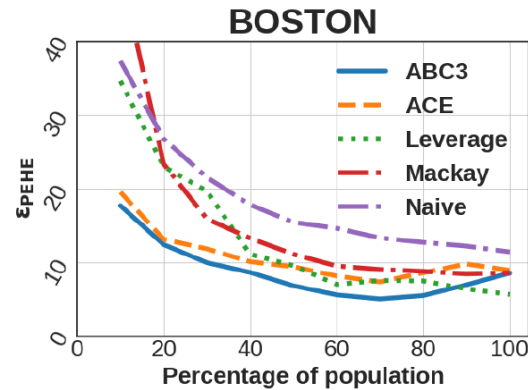 BOSTON
40
30
20
10
0
εPEHE
ABC3
ACE
Leverage
Mackay
Naive
0 20 40 60 80 100
Percentage of population